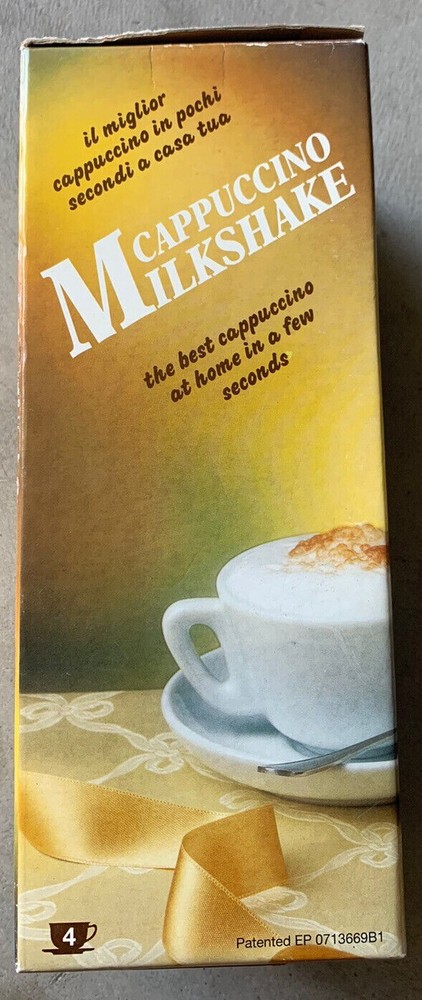 il miglior
cappuccino in pochi
secondi a casa tua
CAPPUCCINO
MILKSHAKE
the best cappuccino
at home in a few
seconds
4
Patented EP 0713669B1